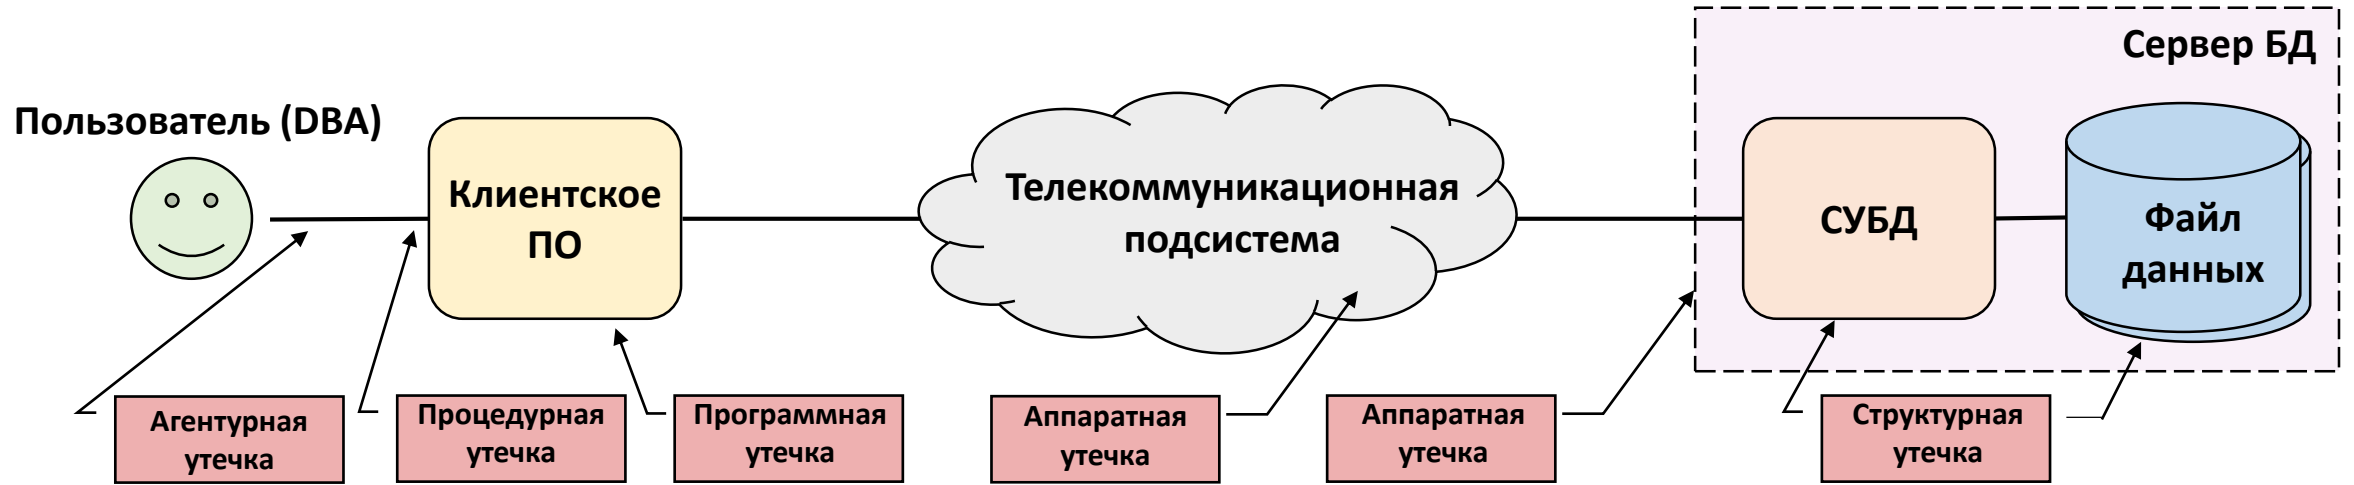 Сервер БД
Пользователь (DBA)
Клиентское
ПО
Телекоммуникационная
подсистема
СУБД
Файл
данных
Агентурная
утечка
Процедурная
утечка
Программная
утечка
Аппаратная
утечка
Аппаратная
утечка
Структурная
утечка